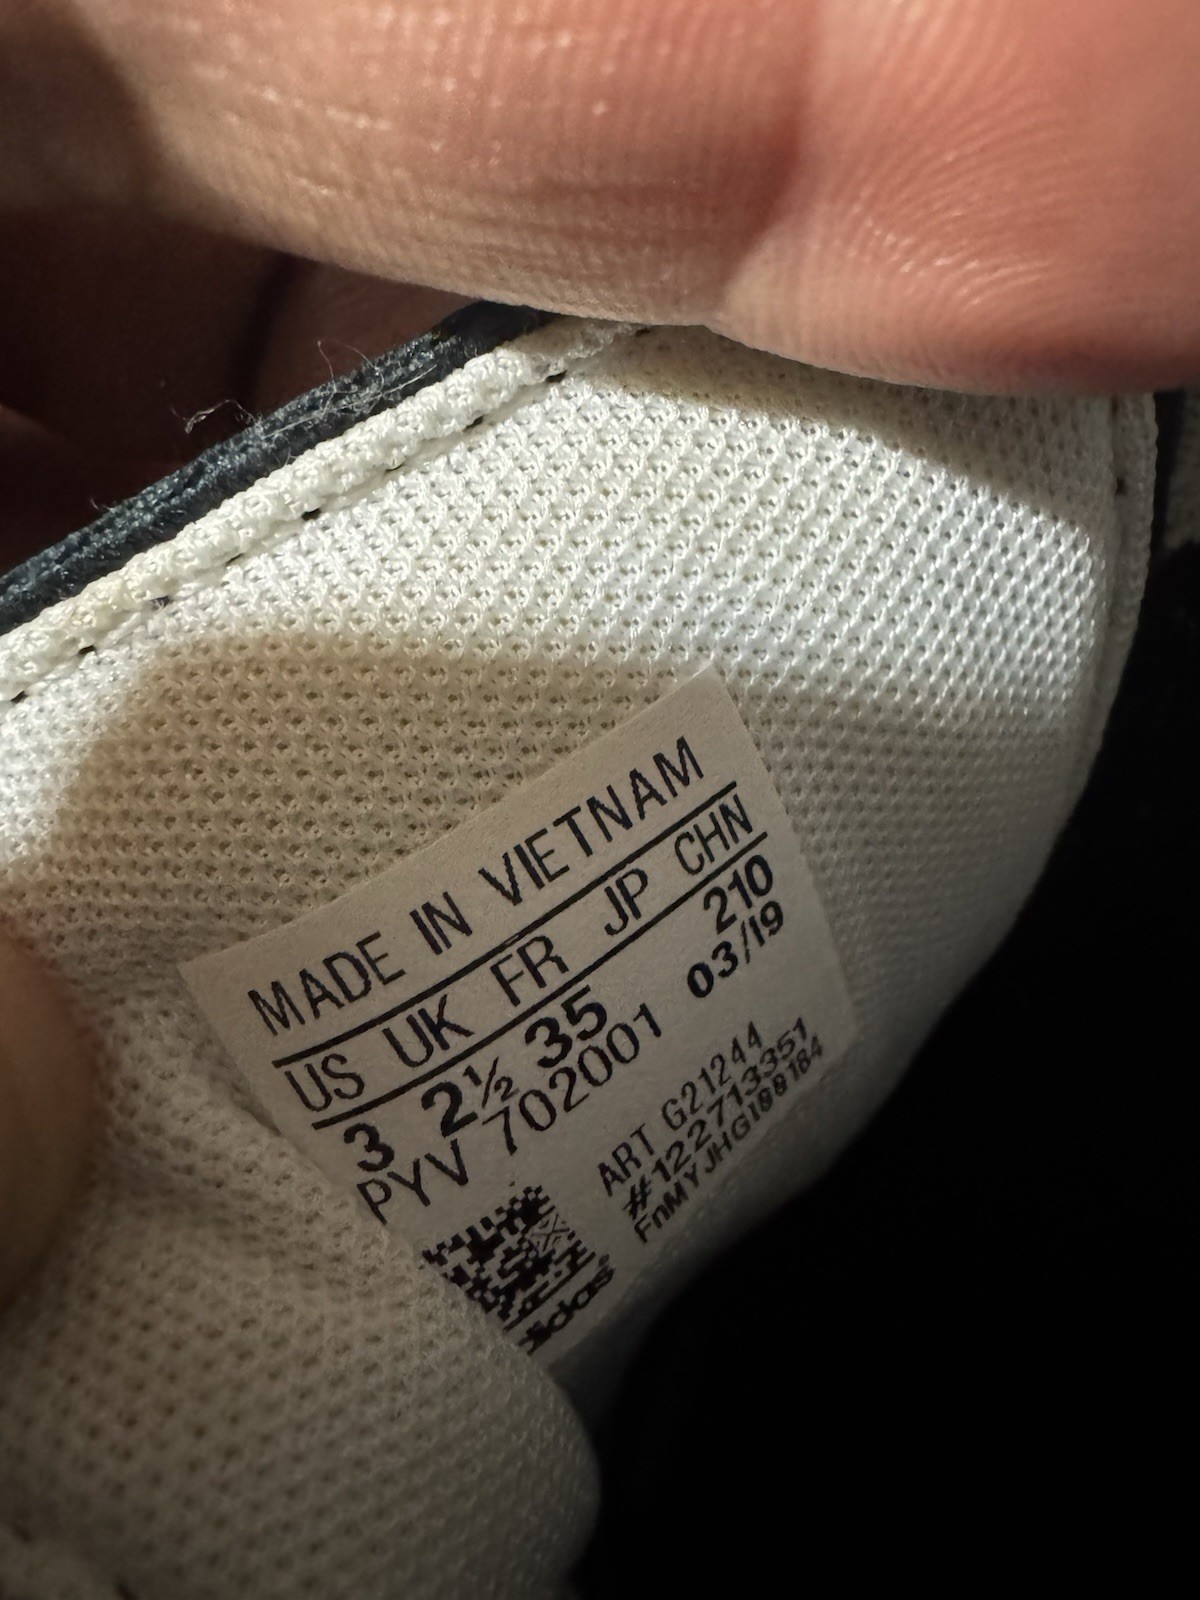 MADE IN VIETNAM
US UK FR JP CHN
3 2½ 35 210
PYV 702001 03/19
ART G21244
#122713351
adidas